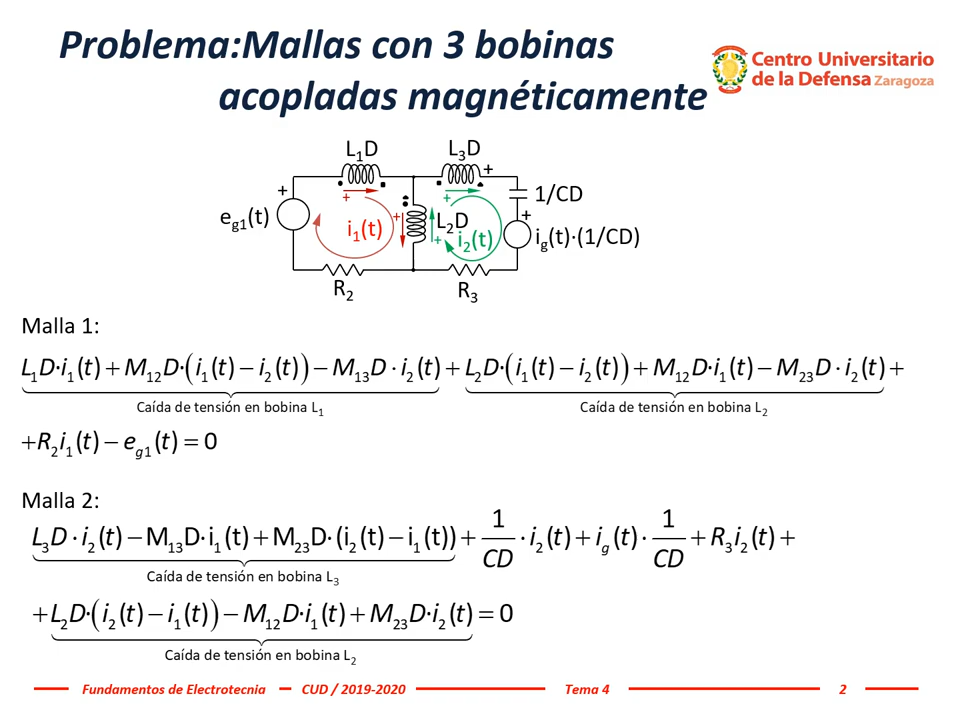 Problema:Mallas con 3 bobinas
acopladas magnéticamente
Centro Universitario
de la Defensa Zaragoza
L₁D
L₃D
+
+
+
+
1/CD
e_g1(t)
+
i₁(t)
L₂D
+
i₂(t)
+
i_g(t)·(1/CD)
R₂
R₃
Malla 1:
L₁D·i₁(t) + M₁₂D·(i₁(t) − i₂(t)) − M₁₃D · i₂(t) + L₂D·(i₁(t) − i₂(t)) + M₁₂D·i₁(t) − M₂₃D · i₂(t) +
Caída de tensión en bobina L₁
Caída de tensión en bobina L₂
+R₂i₁(t) − e_g1(t) = 0
Malla 2:
L₃D · i₂(t) − M₁₃D·i₁(t) + M₂₃D·(i₂(t) − i₁(t)) + 1/CD · i₂(t) + i_g(t) · 1/CD + R₃i₂(t) +
Caída de tensión en bobina L₃
+L₂D·(i₂(t) − i₁(t)) − M₁₂D·i₁(t) + M₂₃D·i₂(t) = 0
Caída de tensión en bobina L₂
Fundamentos de Electrotecnia CUD / 2019-2020 Tema 4 2